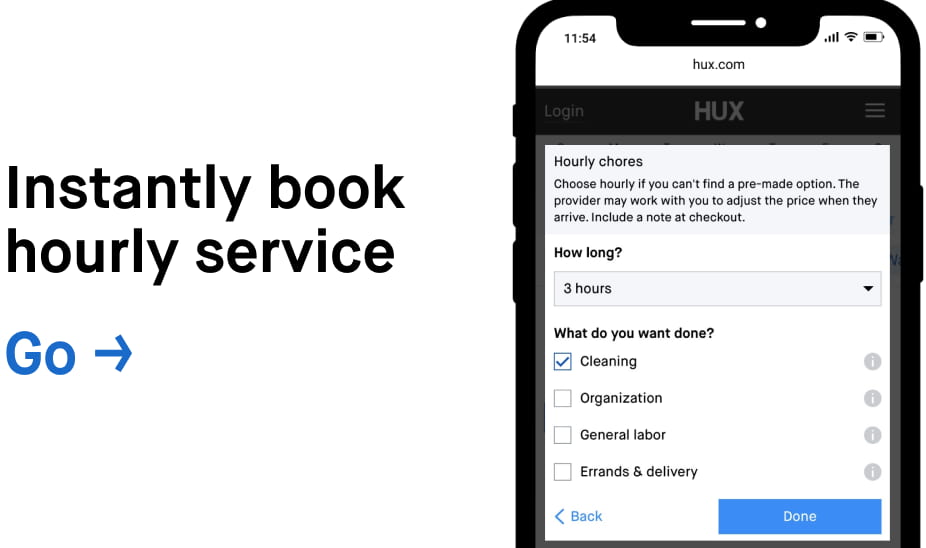 Instantly book
hourly service
Go →
11:54
hux.com
Login
HUX
Hourly chores
Choose hourly if you can't find a pre-made option. The
provider may work with you to adjust the price when they
arrive. Include a note at checkout.
How long?
3 hours
What do you want done?
Cleaning
Organization
General labor
Errands & delivery
Back
Done